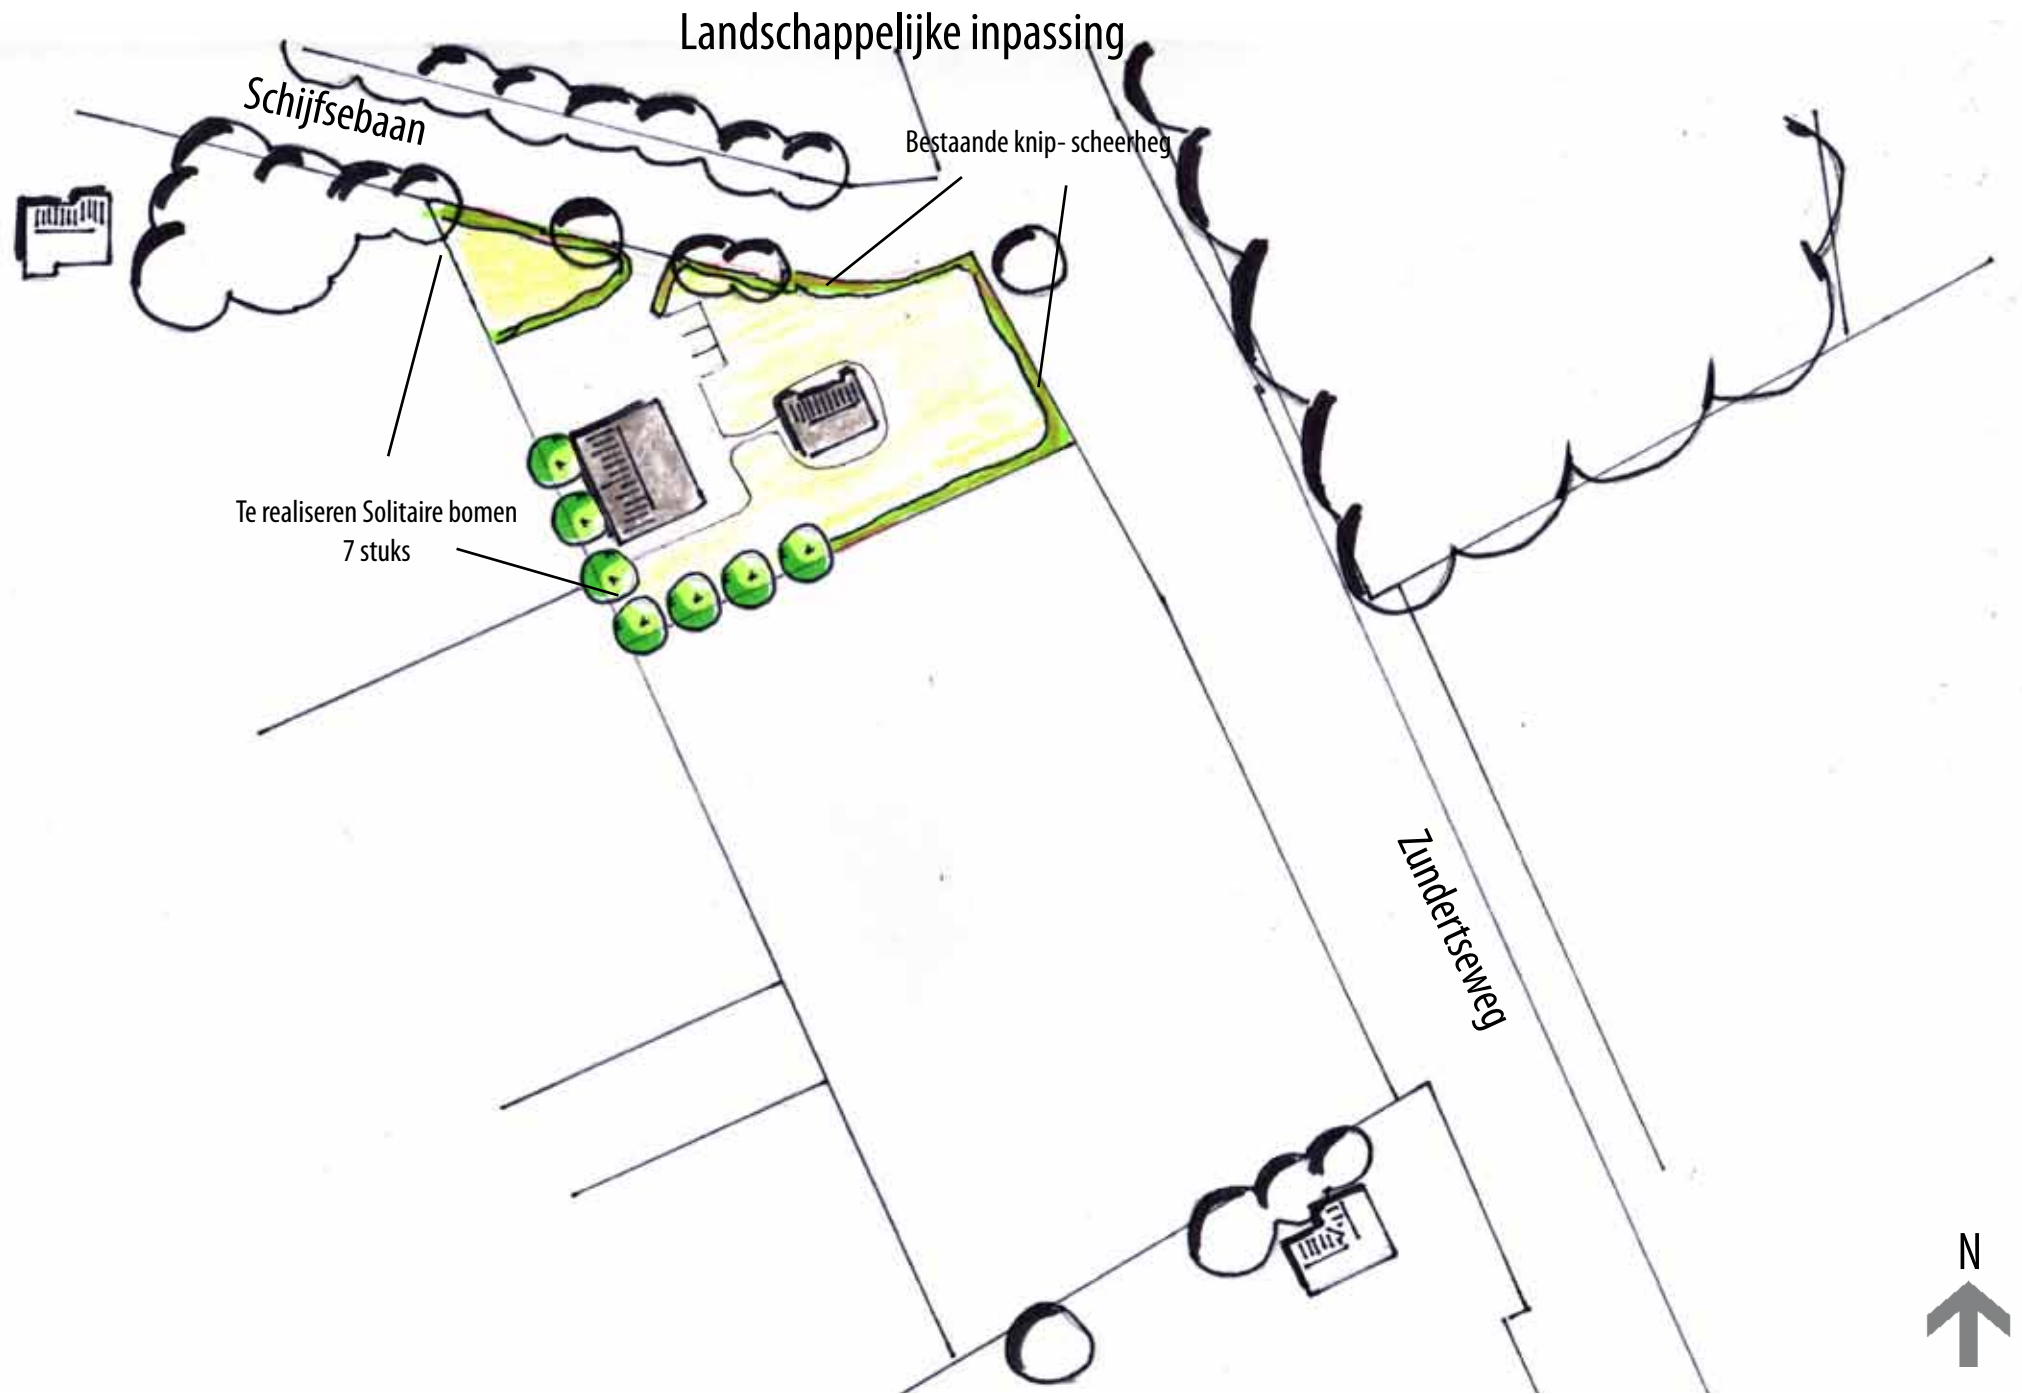 Landschappelijke inpassing
Schijfsebaan
Bestaande knip- scheerheg
Te realiseren Solitaire bomen
7 stuks
Zundertseweg
N